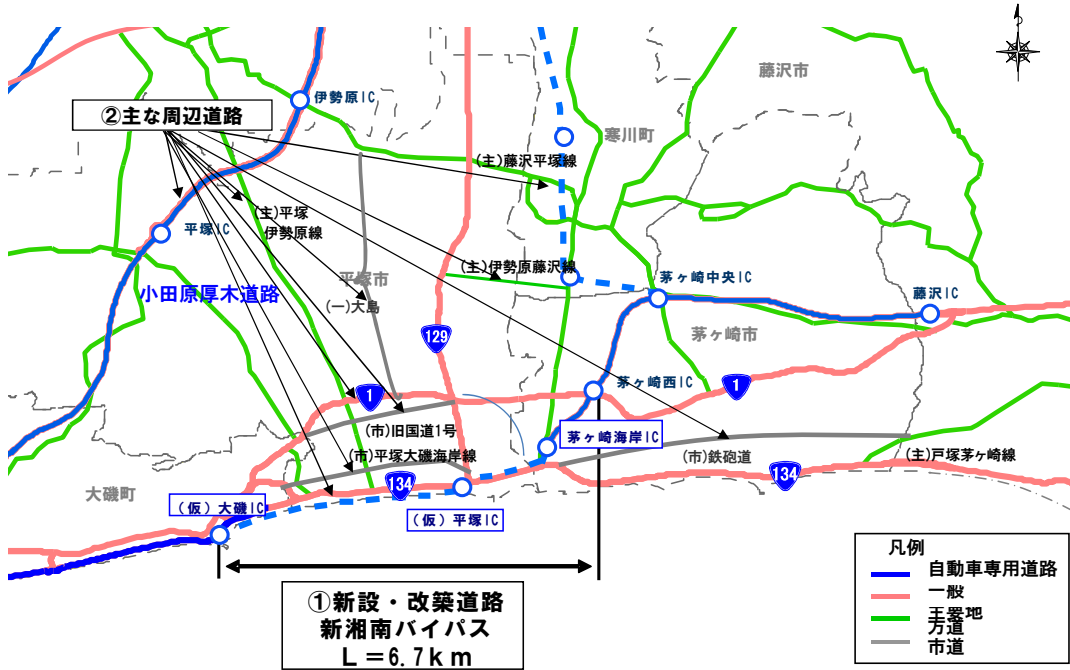 藤沢市
伊勢原IC
②主な周辺道路
寒川町
(主)藤沢平塚線
(主)平塚
伊勢原線
平塚IC
(主)伊勢原藤沢線
平塚市
茅ヶ崎中央IC
小田原厚木道路
(一)大島
藤沢IC
129
茅ヶ崎市
茅ヶ崎西IC
1
1
(市)旧国道1号
茅ヶ崎海岸IC
(市)平塚大磯海岸線
(市)鉄砲道
(主)戸塚茅ヶ崎線
134
134
大磯町
(仮)大磯IC
(仮)平塚IC
①新設・改築道路
新湘南バイパス
L=6.7km
凡例
自動車専用道路
一般
主要地
方道
市道